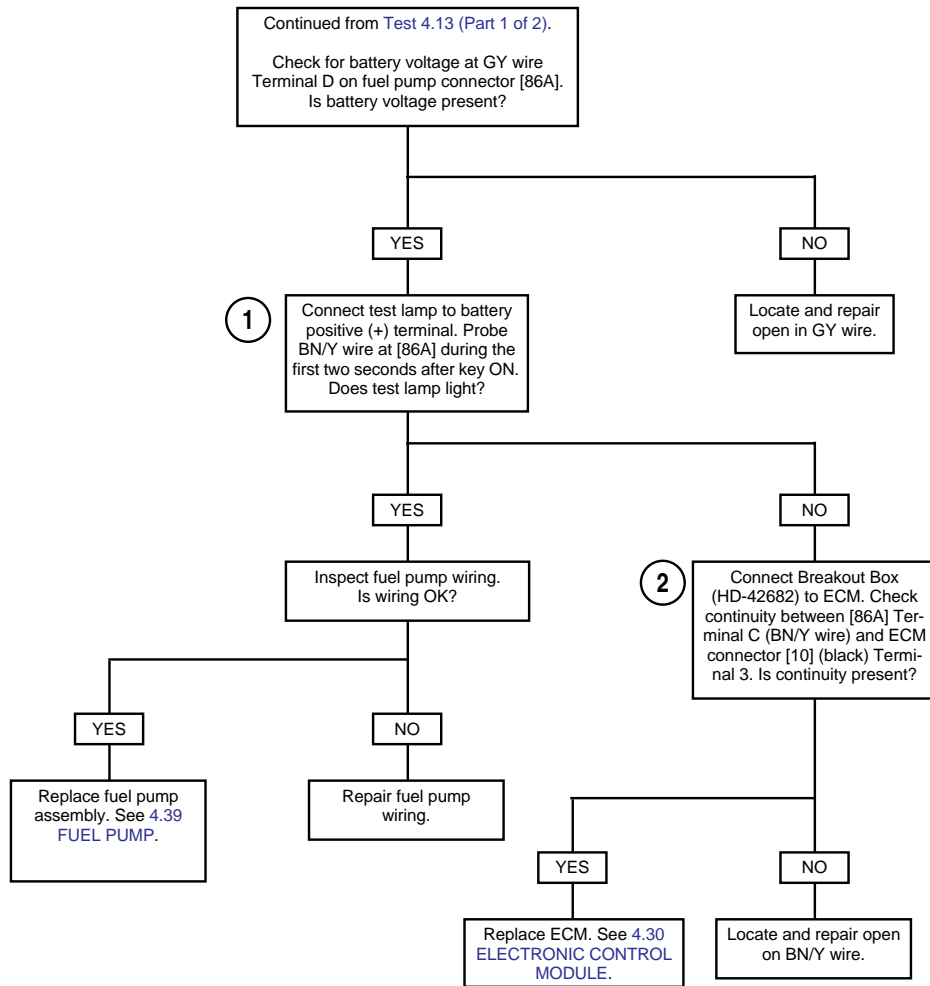 Continued from Test 4.13 (Part 1 of 2).
Check for battery voltage at GY wire
Terminal D on fuel pump connector [86A].
Is battery voltage present?
YES
NO
1
Connect test lamp to battery
positive (+) terminal. Probe
BN/Y wire at [86A] during the
first two seconds after key ON.
Does test lamp light?
Locate and repair
open in GY wire.
YES
NO
Inspect fuel pump wiring.
Is wiring OK?
2
Connect Breakout Box
(HD-42682) to ECM. Check
continuity between [86A] Ter-
minal C (BN/Y wire) and ECM
connector [10] (black) Termi-
nal 3. Is continuity present?
YES
NO
Replace fuel pump
assembly. See 4.39
FUEL PUMP.
Repair fuel pump
wiring.
YES
NO
Replace ECM. See 4.30
ELECTRONIC CONTROL
MODULE.
Locate and repair open
on BN/Y wire.